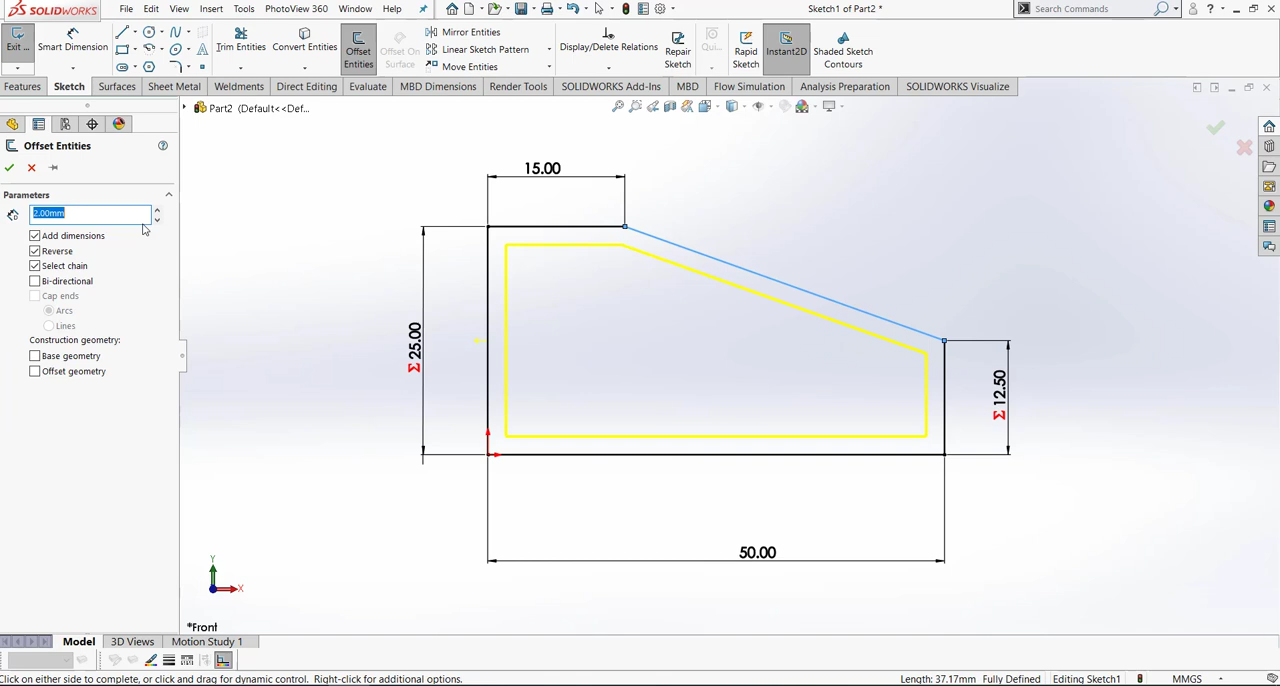 SOLIDWORKS File Edit View Insert Tools PhotoView 360 Window Help Sketch1 of Part2 * Search Commands ?
Exit ... Smart Dimension Trim Entities Convert Entities Offset Entities Offset On Surface Mirror Entities Linear Sketch Pattern Move Entities Display/Delete Relations Repair Sketch Qui... Rapid Sketch Instant2D Shaded Sketch Contours
Features Sketch Surfaces Sheet Metal Weldments Direct Editing Evaluate MBD Dimensions Render Tools SOLIDWORKS Add-Ins MBD Flow Simulation Analysis Preparation SOLIDWORKS Visualize
Part2 (Default<<Def...
Offset Entities
Parameters
2.00mm
Add dimensions
Reverse
Select chain
Bi-directional
Cap ends
Arcs
Lines
Construction geometry:
Base geometry
Offset geometry
15.00
Σ 25.00
Σ 12.50
50.00
Y
X
*Front
Model 3D Views Motion Study 1
Click on either side to complete, or click and drag for dynamic control. Right-click for additional options. Length: 37.17mm Fully Defined Editing Sketch1 MMGS